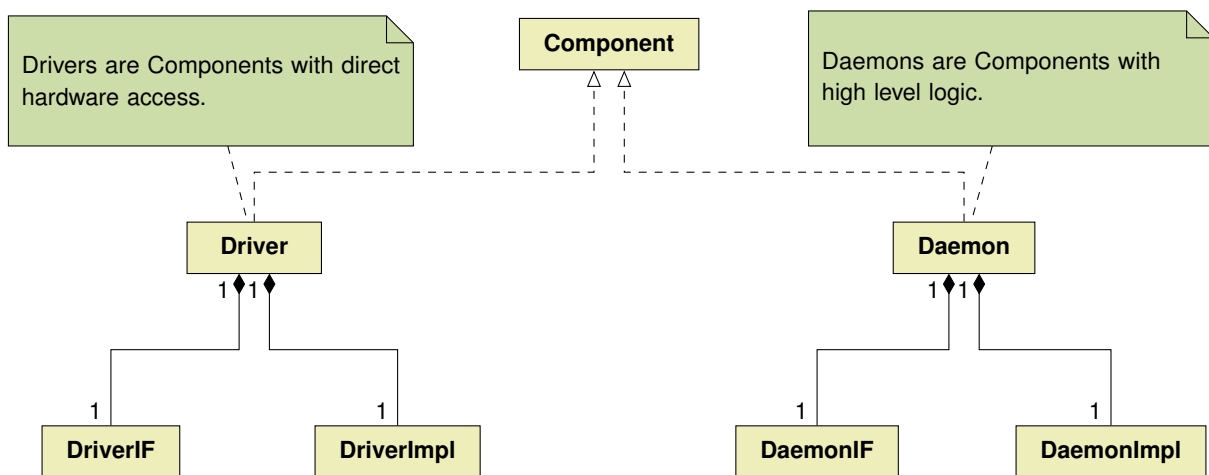 Drivers are Components with direct
hardware access.
Component
Daemons are Components with
high level logic.
Driver
Daemon
1 1
1 1
1
1
1
1
DriverIF
DriverImpl
DaemonIF
DaemonImpl